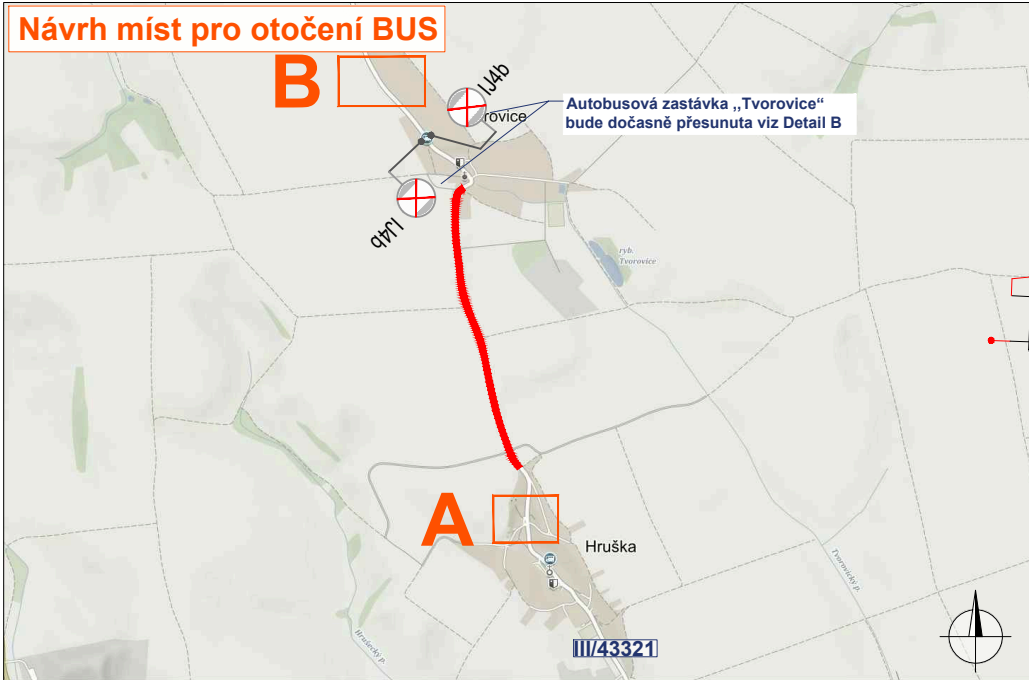 Návrh míst pro otočení BUS
B
IJ4b
rovice
Autobusová zastávka ,,Tvorovice“
bude dočasně přesunuta viz Detail B
IJ4b
ryb.
Tvorovice
A
Hruška
Tvorovický p.
Hrušecký p.
III/43321